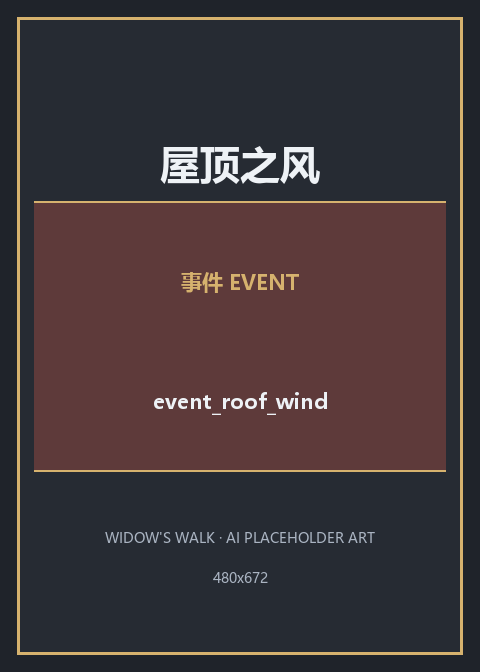 屋顶之风
事件 EVENT
event_roof_wind
WIDOW'S WALK · AI PLACEHOLDER ART
480x672